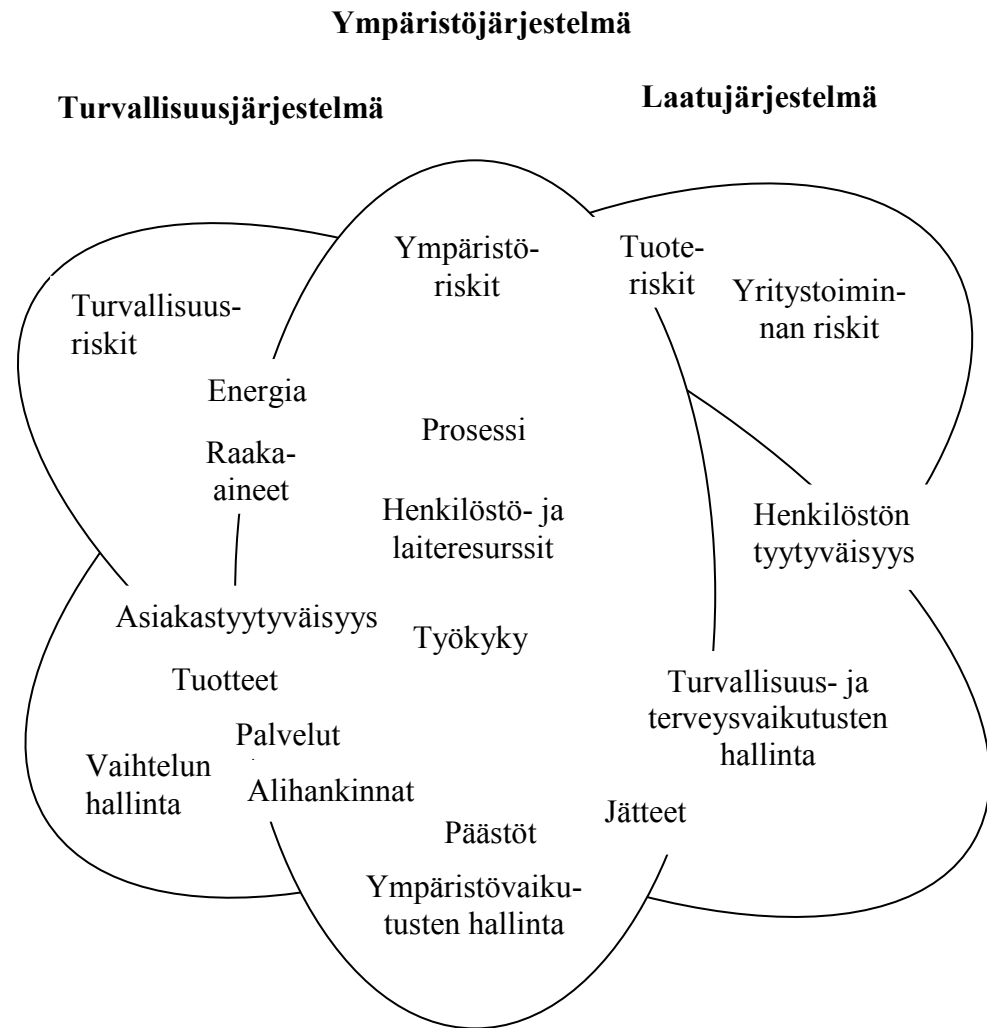 Ympäristöjärjestelmä
Turvallisuusjärjestelmä
Laatujärjestelmä
Ympäristö-
riskit
Tuote-
riskit
Yritystoimin-
nan riskit
Turvallisuus-
riskit
Energia
Prosessi
Raaka-
aineet
Henkilöstö- ja
laiteresurssit
Henkilöstön
tyytyväisyys
Asiakastyytyväisyys
Työkyky
Tuotteet
Turvallisuus- ja
terveysvaikutusten
hallinta
Palvelut
Vaihtelun
hallinta
Alihankinnat
Jätteet
Päästöt
Ympäristövaiku-
tusten hallinta